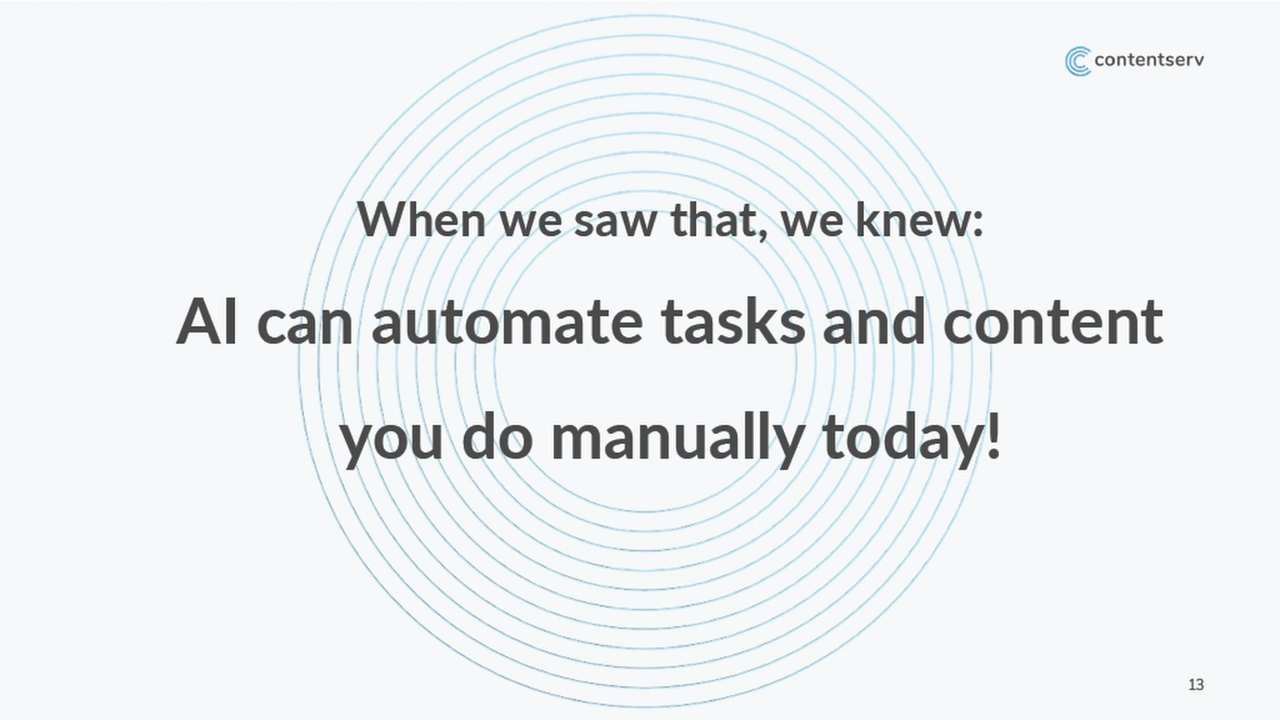 contentserv
When we saw that, we knew:
AI can automate tasks and content
you do manually today!
13